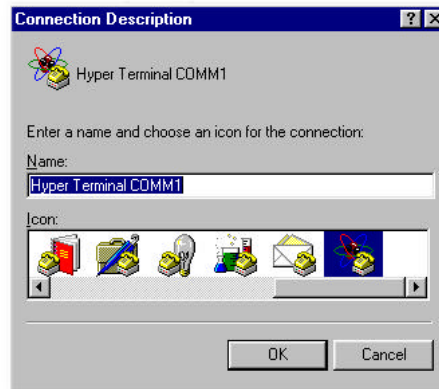 Connection Description
Hyper Terminal COMM1
Enter a name and choose an icon for the connection:
Name:
Hyper Terminal COMM1
Icon:
OK
Cancel